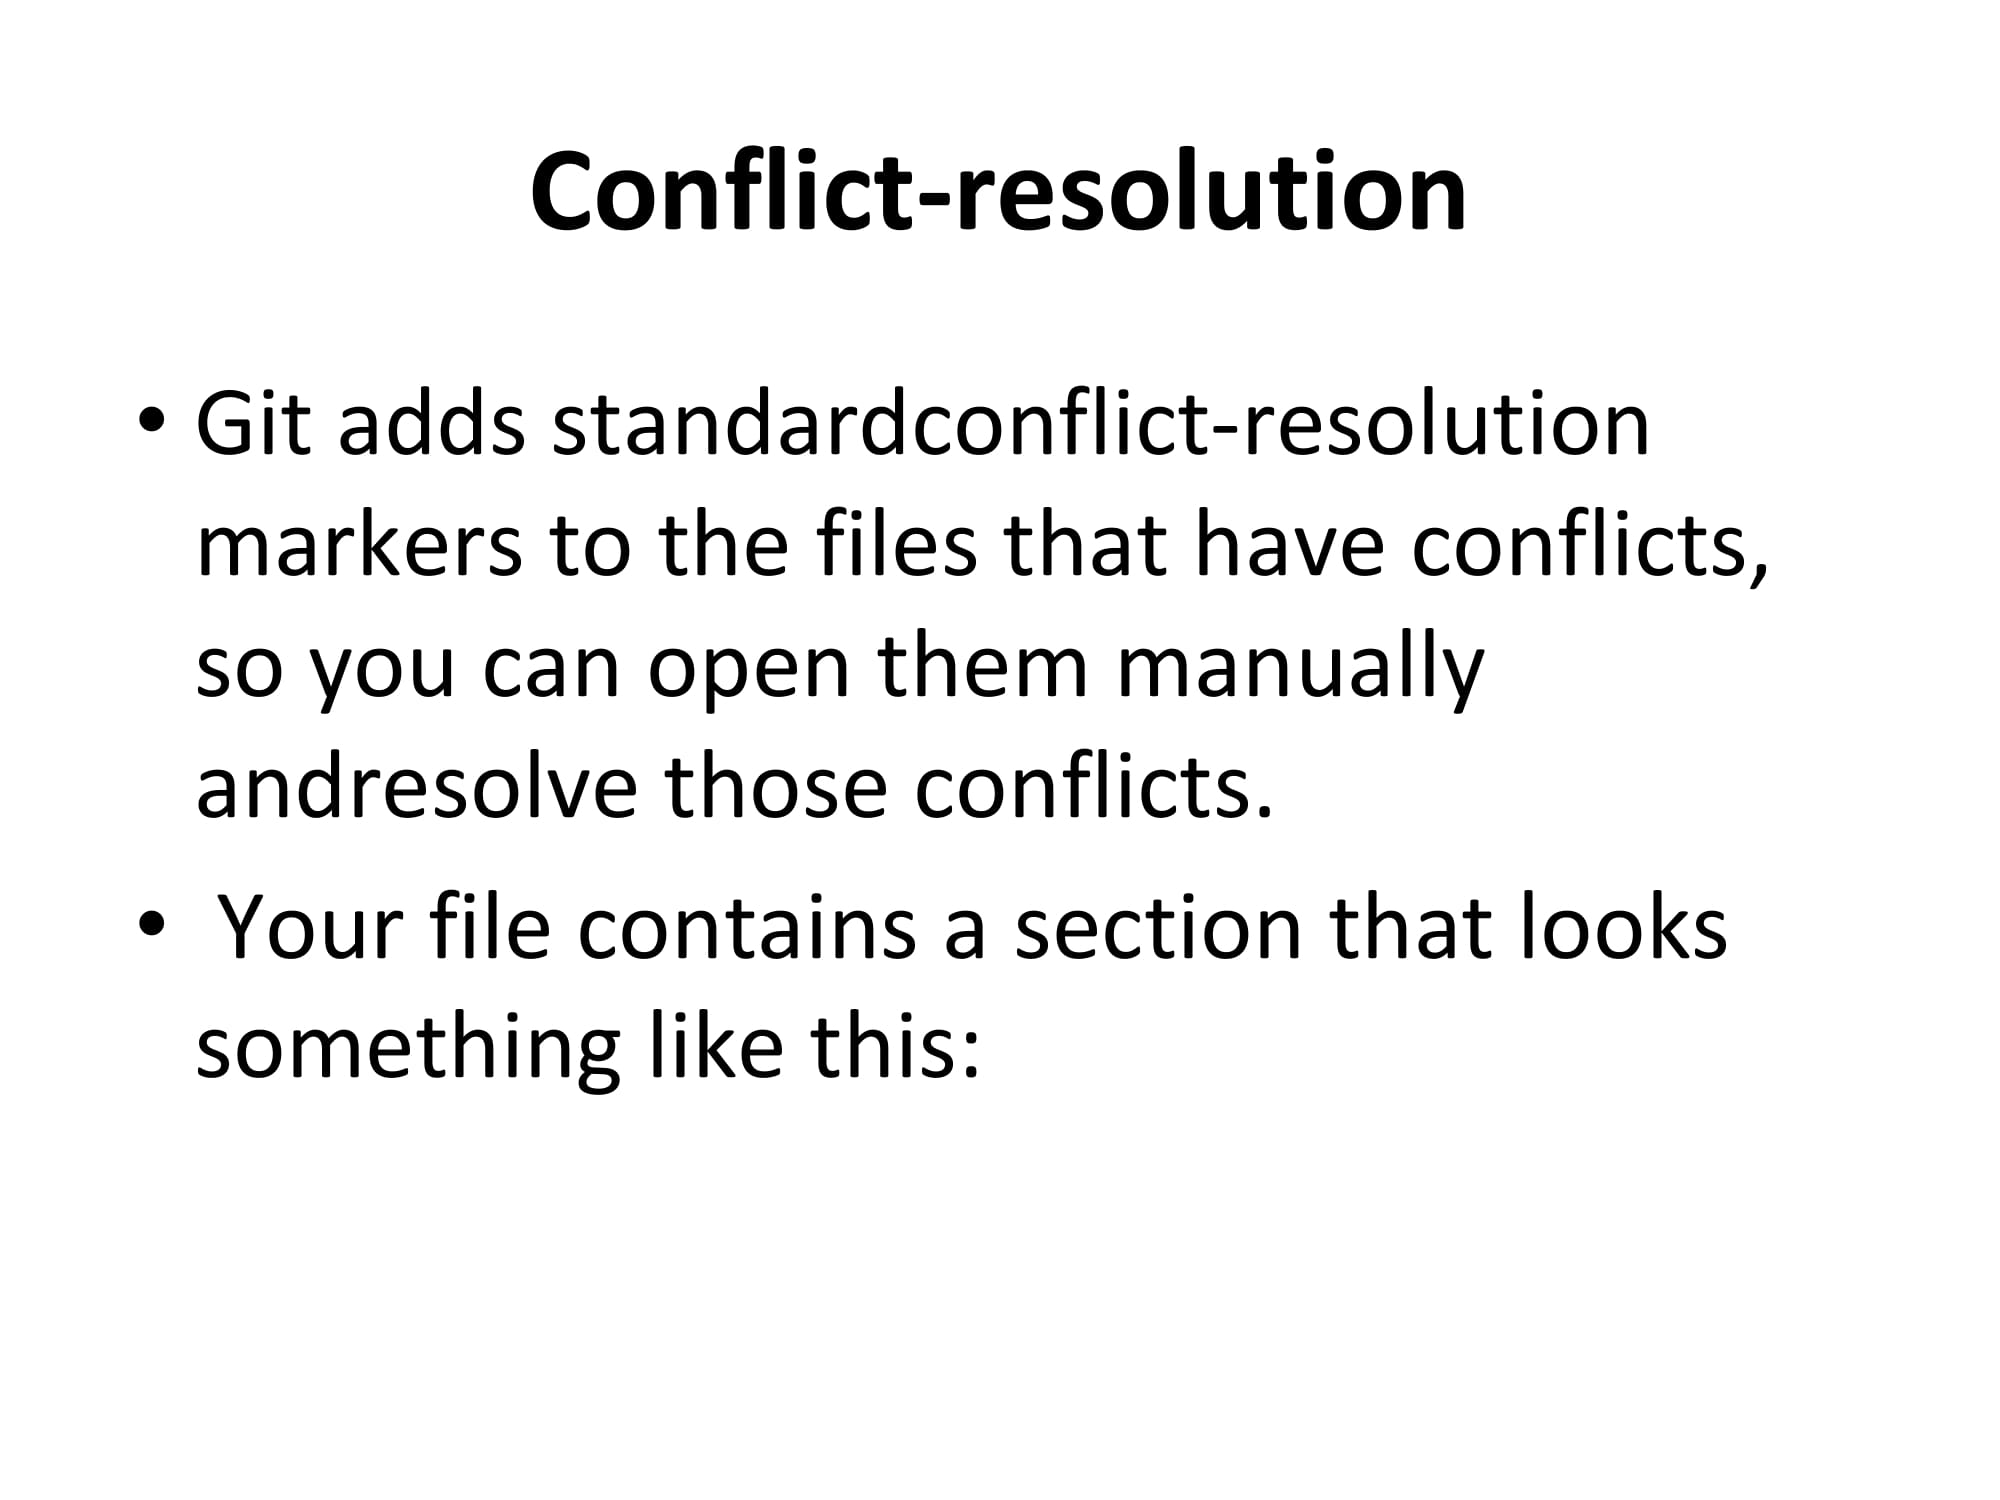 Conflict-resolution
• Git adds standardconflict-resolution
markers to the files that have conflicts,
so you can open them manually
andresolve those conflicts.
• Your file contains a section that looks
something like this: